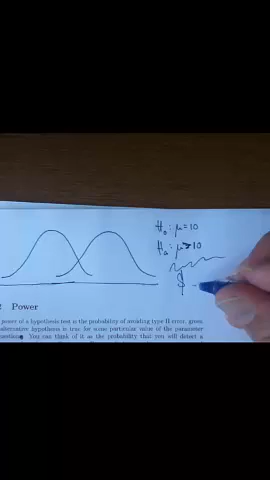 H₀: μ = 10
Hₐ: μ > 10
Power
power of a hypothesis test is the probability of avoiding type II error, given
alternative hypothesis is true for some particular value of the parameter
You can think of it as the probability that you will detect a